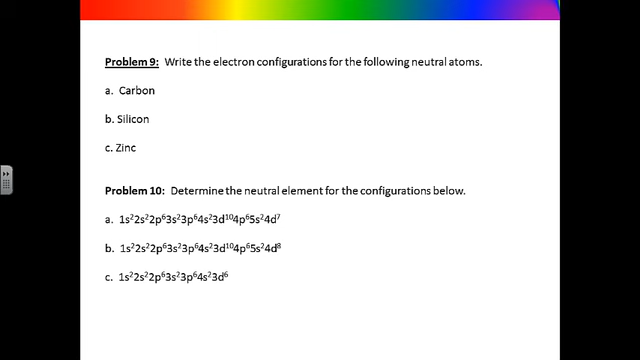 Problem 9: Write the electron configurations for the following neutral atoms.
a. Carbon
b. Silicon
c. Zinc
Problem 10: Determine the neutral element for the configurations below.
a. 1s²2s²2p⁶3s²3p⁶4s²3d¹⁰4p⁶5s²4d⁷
b. 1s²2s²2p⁶3s²3p⁶4s²3d¹⁰4p⁶5s²4d⁸
c. 1s²2s²2p⁶3s²3p⁶4s²3d⁶